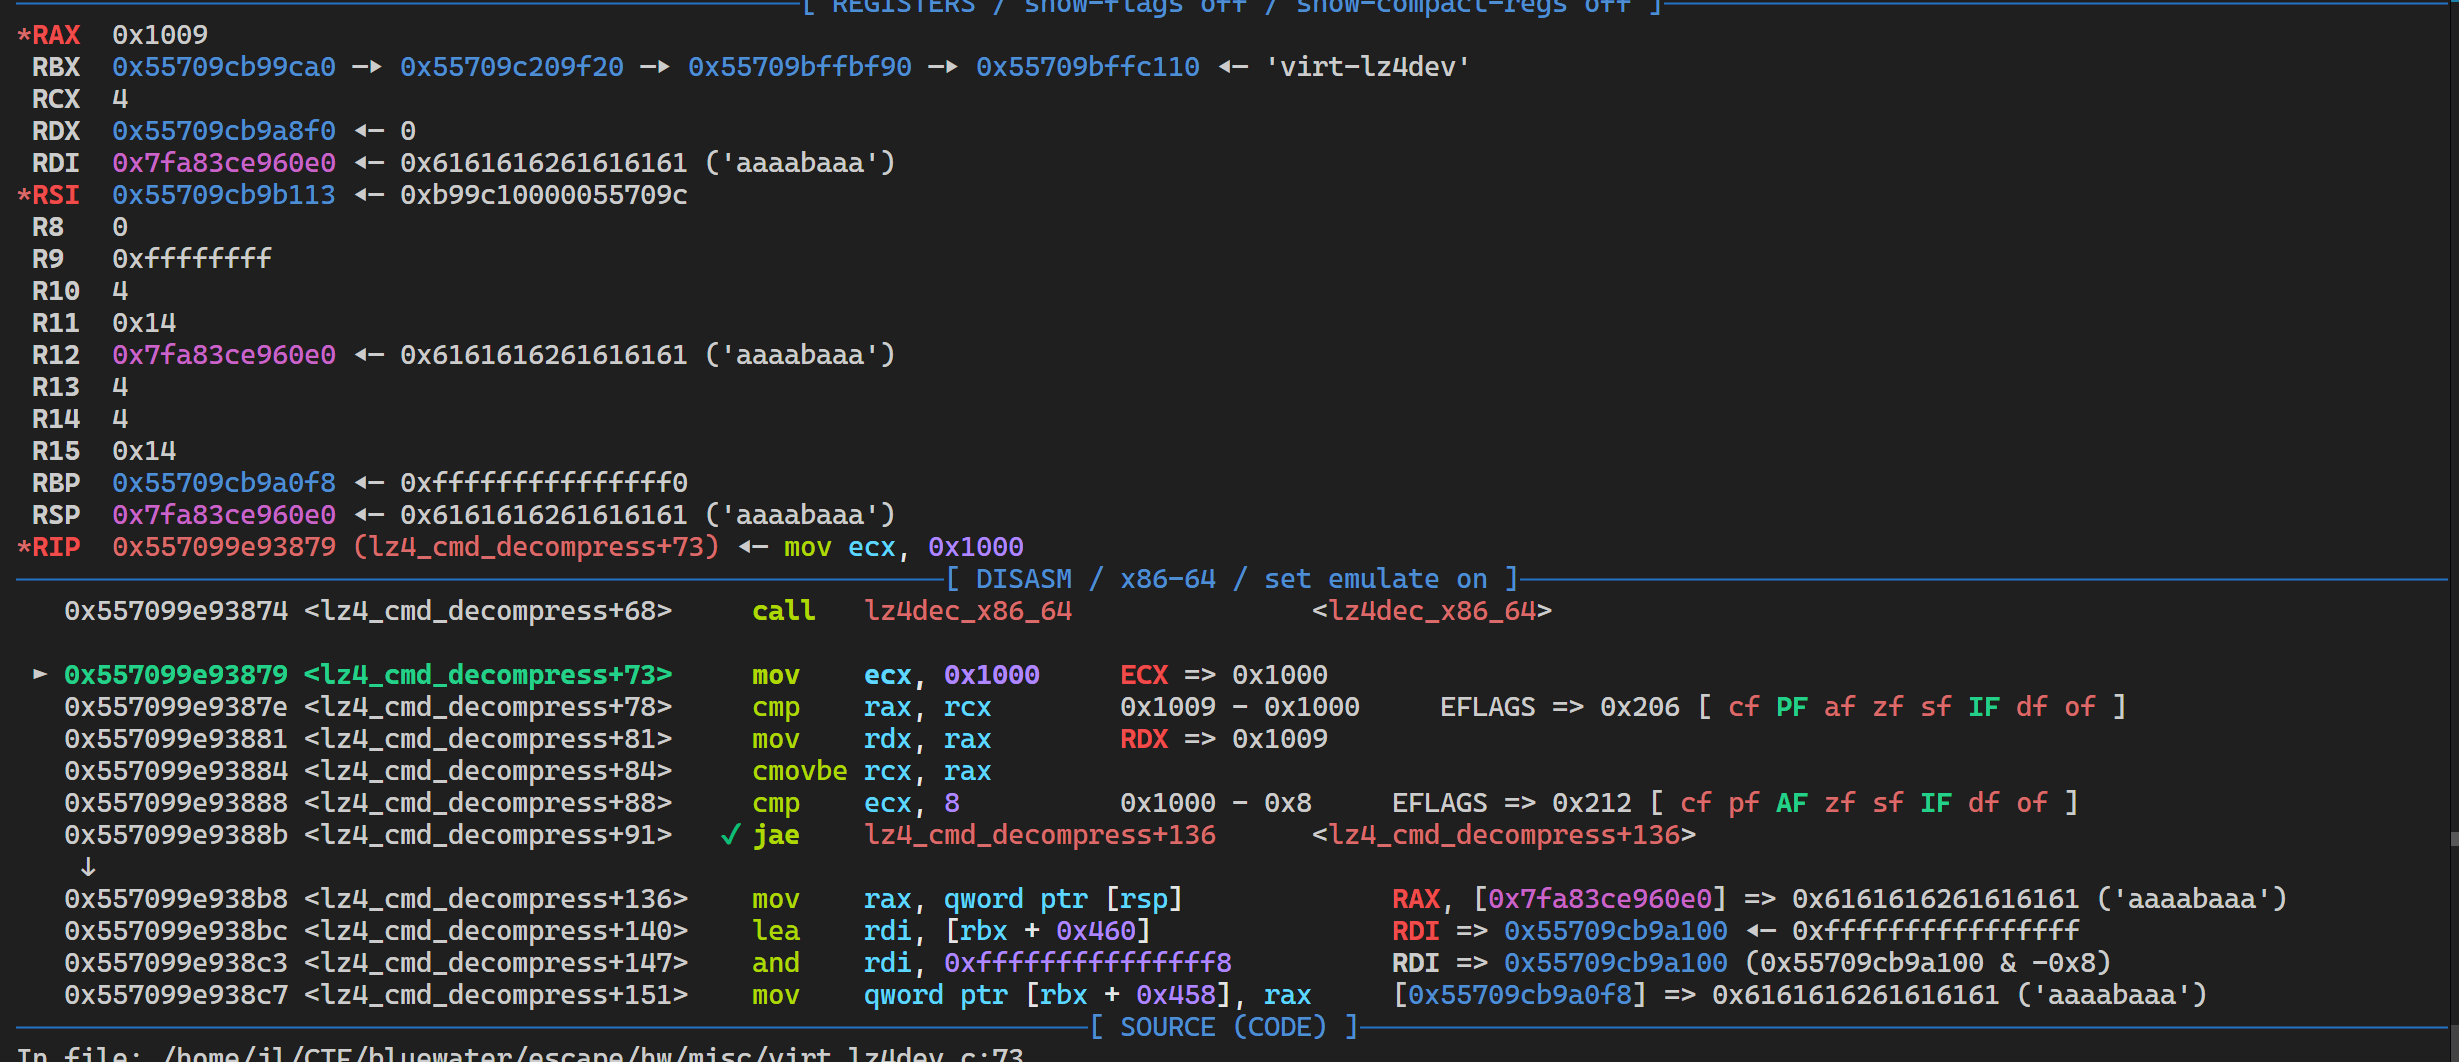 [ REGISTERS / show-flags off / show-compact-regs off ]
*RAX  0x1009
 RBX  0x55709cb99ca0 —▸ 0x55709c209f20 —▸ 0x55709bffbf90 —▸ 0x55709bffc110 ◂— 'virt-lz4dev'
 RCX  4
 RDX  0x55709cb9a8f0 ◂— 0
 RDI  0x7fa83ce960e0 ◂— 0x6161616261616161 ('aaaabaaa')
*RSI  0x55709cb9b113 ◂— 0xb99c10000055709c
 R8   0
 R9   0xffffffff
 R10  4
 R11  0x14
 R12  0x7fa83ce960e0 ◂— 0x6161616261616161 ('aaaabaaa')
 R13  4
 R14  4
 R15  0x14
 RBP  0x55709cb9a0f8 ◂— 0xfffffffffffffff0
 RSP  0x7fa83ce960e0 ◂— 0x6161616261616161 ('aaaabaaa')
*RIP  0x557099e93879 (lz4_cmd_decompress+73) ◂— mov ecx, 0x1000
[ DISASM / x86-64 / set emulate on ]
   0x557099e93874 <lz4_cmd_decompress+68>     call   lz4dec_x86_64               <lz4dec_x86_64>
 ► 0x557099e93879 <lz4_cmd_decompress+73>     mov    ecx, 0x1000     ECX => 0x1000
   0x557099e9387e <lz4_cmd_decompress+78>     cmp    rax, rcx        0x1009 - 0x1000     EFLAGS => 0x206 [ cf PF af zf sf IF df of ]
   0x557099e93881 <lz4_cmd_decompress+81>     mov    rdx, rax        RDX => 0x1009
   0x557099e93884 <lz4_cmd_decompress+84>     cmovbe rcx, rax
   0x557099e93888 <lz4_cmd_decompress+88>     cmp    ecx, 8          0x1000 - 0x8     EFLAGS => 0x212 [ cf pf AF zf sf IF df of ]
   0x557099e9388b <lz4_cmd_decompress+91>   ✓ jae    lz4_cmd_decompress+136      <lz4_cmd_decompress+136>
    ↓
   0x557099e938b8 <lz4_cmd_decompress+136>    mov    rax, qword ptr [rsp]             RAX, [0x7fa83ce960e0] => 0x6161616261616161 ('aaaabaaa')
   0x557099e938bc <lz4_cmd_decompress+140>    lea    rdi, [rbx + 0x460]               RDI => 0x55709cb9a100 ◂— 0xffffffffffffffff
   0x557099e938c3 <lz4_cmd_decompress+147>    and    rdi, 0xfffffffffffffff8          RDI => 0x55709cb9a100 (0x55709cb9a100 & -0x8)
   0x557099e938c7 <lz4_cmd_decompress+151>    mov    qword ptr [rbx + 0x458], rax     [0x55709cb9a0f8] => 0x6161616261616161 ('aaaabaaa')
[ SOURCE (CODE) ]
In file: /home/jl/CTF/bluewater/escape/hw/misc/virt_lz4dev.c:73